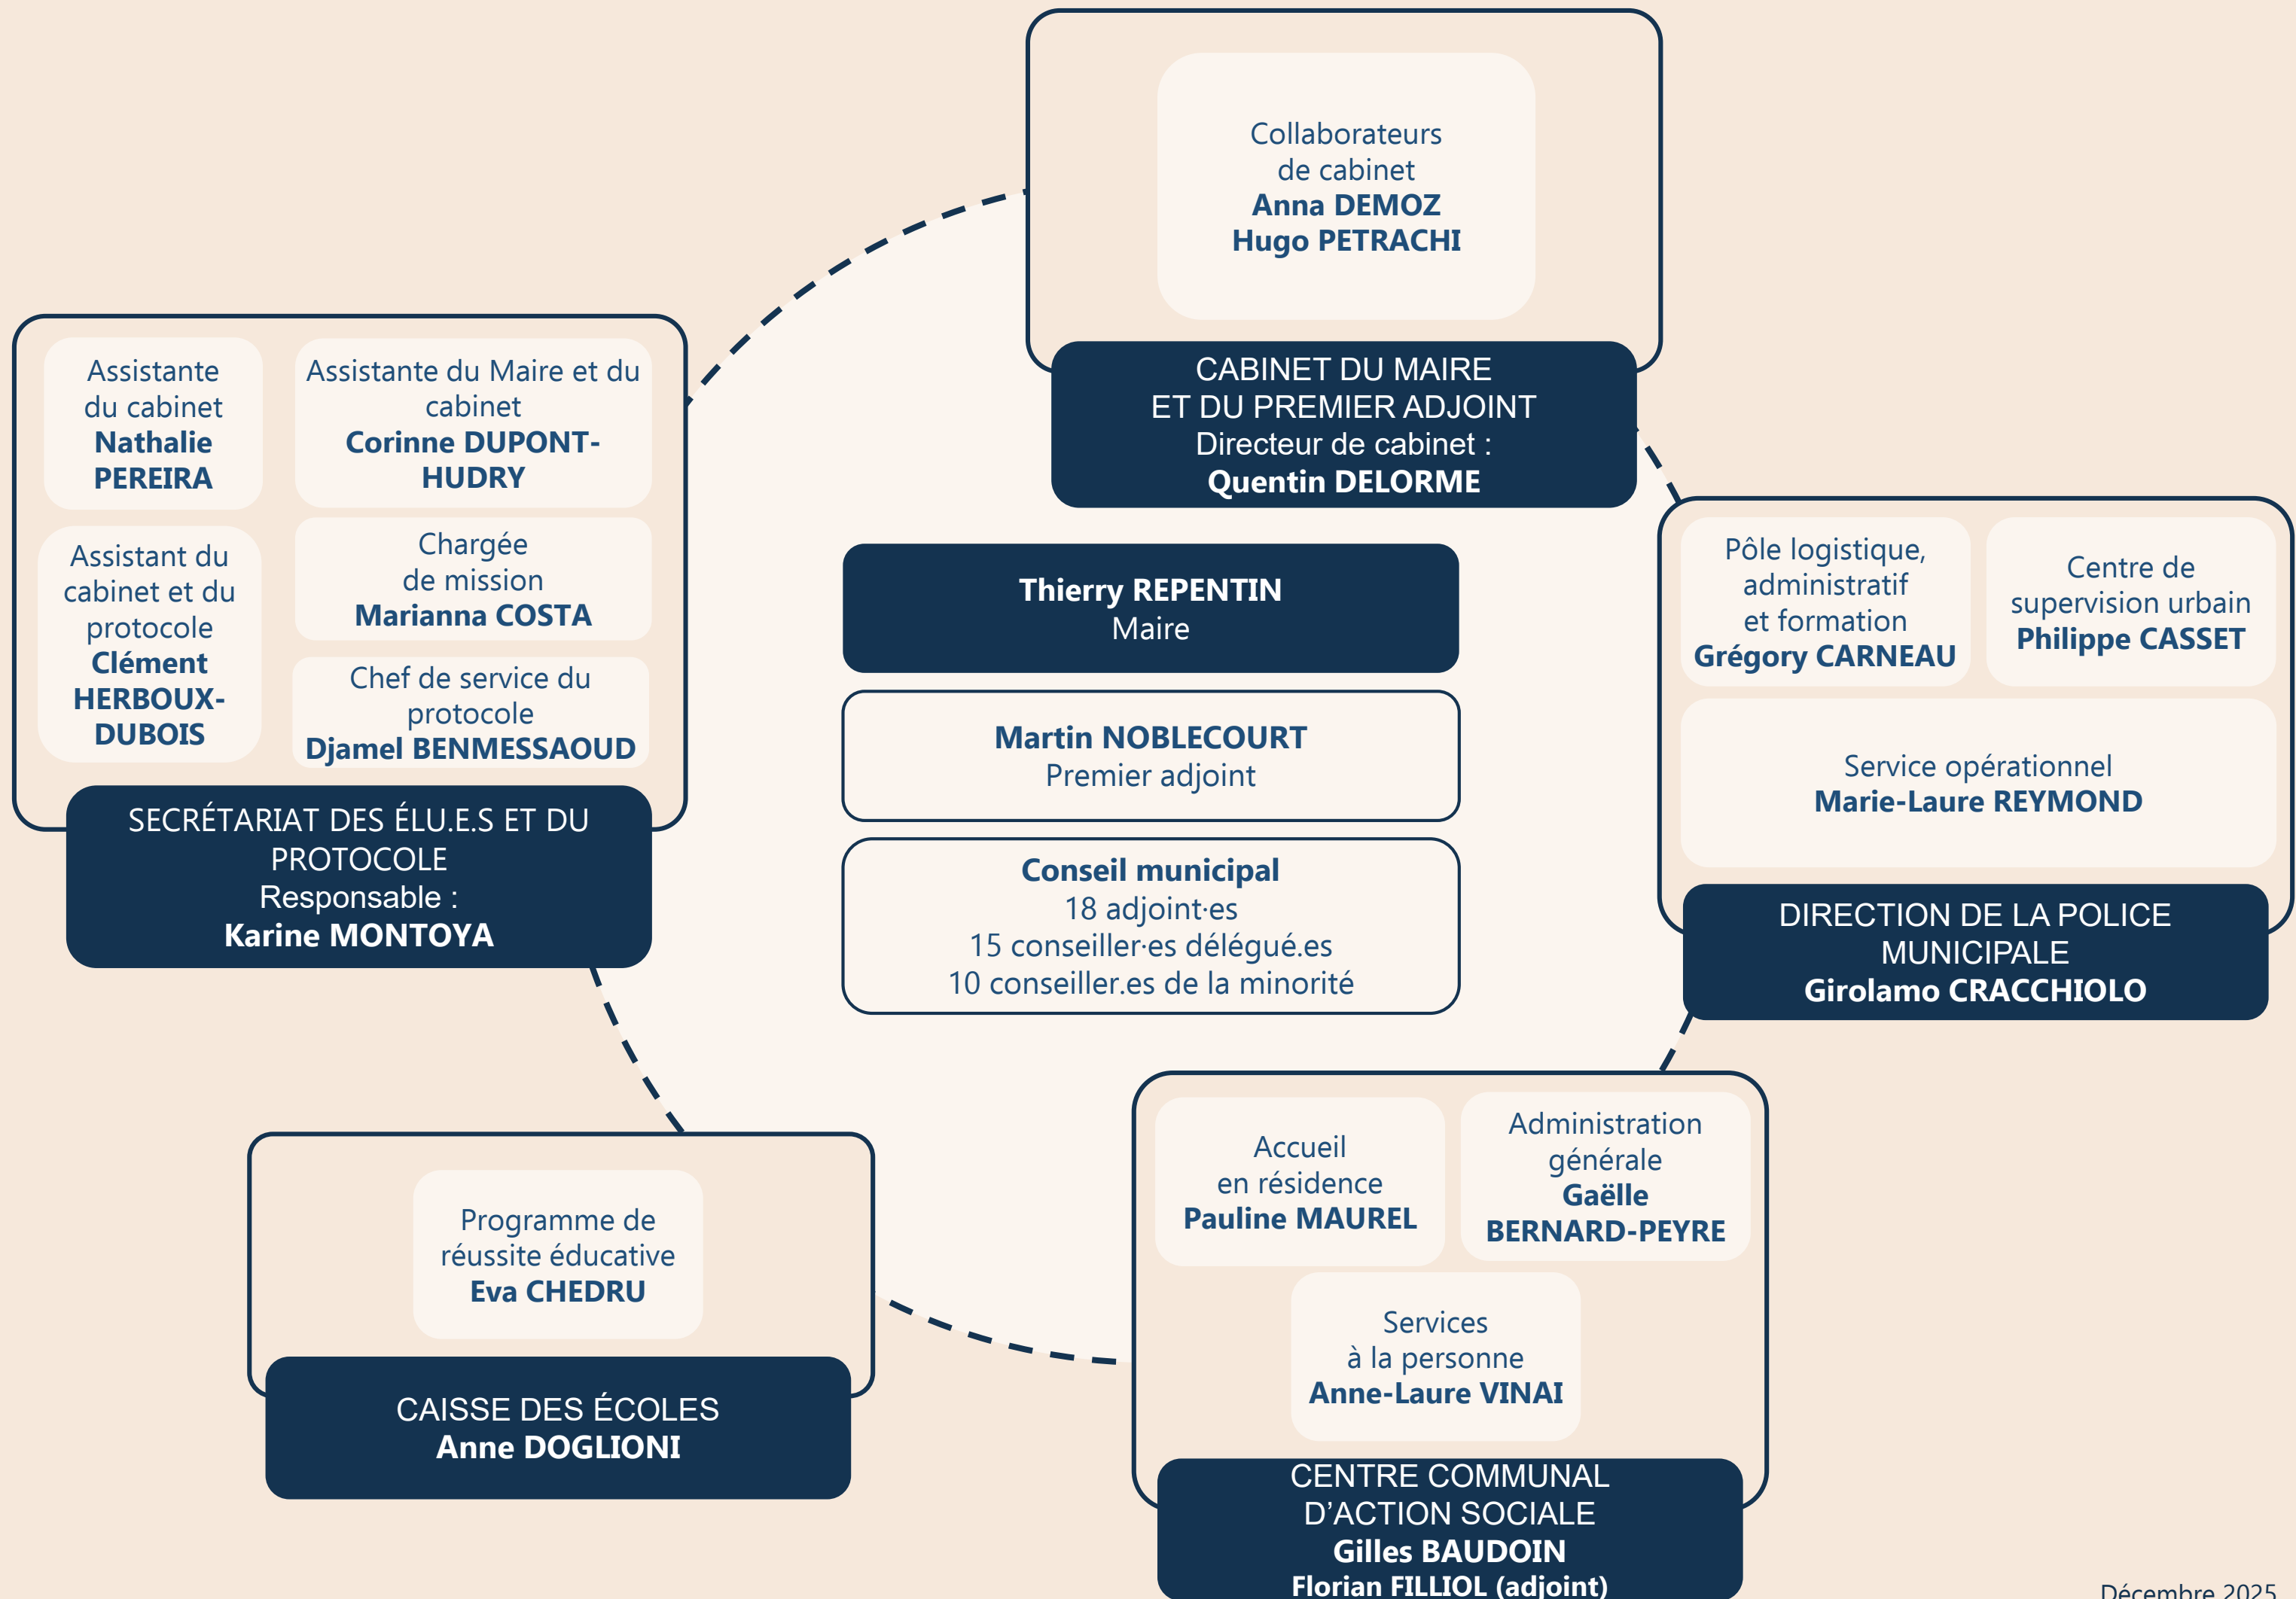 Collaborateurs
de cabinet
Anna DEMOZ
Hugo PETRACHI
CABINET DU MAIRE
ET DU PREMIER ADJOINT
Directeur de cabinet :
Quentin DELORME
Assistante
du cabinet
Nathalie
PEREIRA
Assistante du Maire et du
cabinet
Corinne DUPONT-
HUDRY
Assistant du
cabinet et du
protocole
Clément
HERBOUX-
DUBOIS
Chargée
de mission
Marianna COSTA
Chef de service du
protocole
Djamel BENMESSAOUD
SECRÉTARIAT DES ÉLU.E.S ET DU
PROTOCOLE
Responsable :
Karine MONTOYA
Thierry REPENTIN
Maire
Martin NOBLECOURT
Premier adjoint
Conseil municipal
18 adjoint·es
15 conseiller·es délégué.es
10 conseiller.es de la minorité
Pôle logistique,
administratif
et formation
Grégory CARNEAU
Centre de
supervision urbain
Philippe CASSET
Service opérationnel
Marie-Laure REYMOND
DIRECTION DE LA POLICE
MUNICIPALE
Girolamo CRACCHIOLO
Programme de
réussite éducative
Eva CHEDRU
CAISSE DES ÉCOLES
Anne DOGLIONI
Accueil
en résidence
Pauline MAUREL
Administration
générale
Gaëlle
BERNARD-PEYRE
Services
à la personne
Anne-Laure VINAI
CENTRE COMMUNAL
D’ACTION SOCIALE
Gilles BAUDOIN
Florian FILLIOL (adjoint)
Décembre 2025